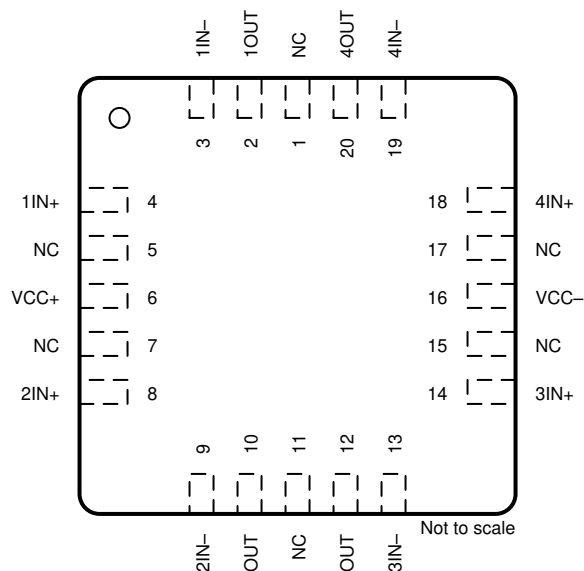 1IN–
1OUT
NC
4OUT
4IN–
3
2
1
20
19
1IN+
4
18
4IN+
NC
5
17
NC
VCC+
6
16
VCC–
NC
7
15
NC
2IN+
8
14
3IN+
9
10
11
12
13
Not to scale
2IN–
OUT
NC
OUT
3IN–